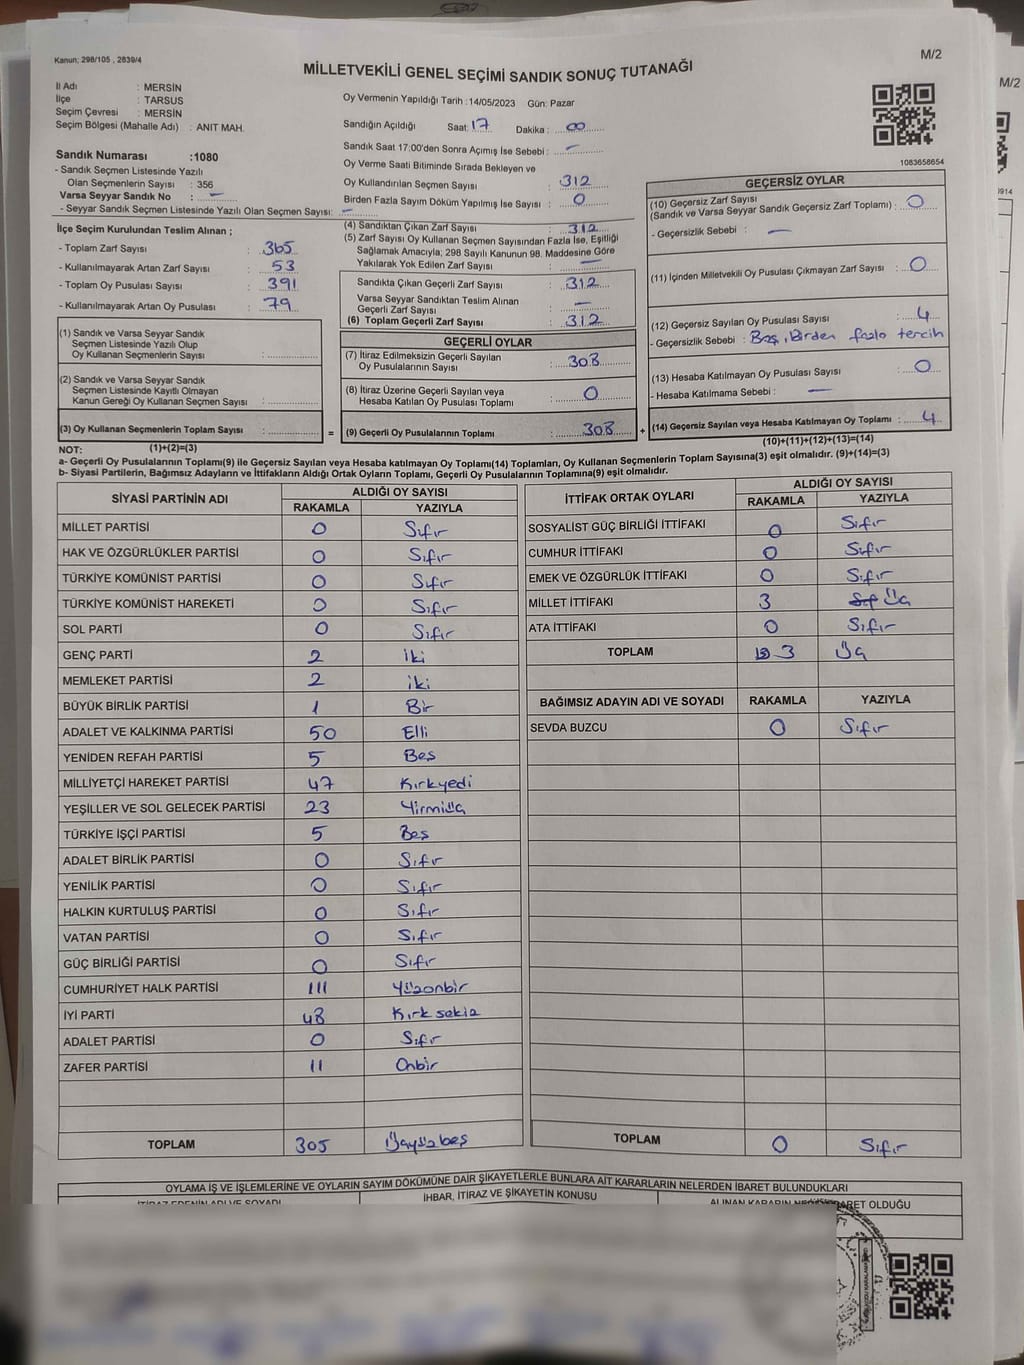 Kanun; 298/105 , 2839/4
M/2
MİLLETVEKİLİ GENEL SEÇİMİ SANDIK SONUÇ TUTANAĞI
İl Adı : MERSİN
İlçe : TARSUS
Seçim Çevresi : MERSİN
Seçim Bölgesi (Mahalle Adı) : ANIT MAH.
Sandık Numarası :1080
- Sandık Seçmen Listesinde Yazılı
Olan Seçmenlerin Sayısı : 356
Varsa Seyyar Sandık No : —
- Seyyar Sandık Seçmen Listesinde Yazılı Olan Seçmen Sayısı: —
İlçe Seçim Kurulundan Teslim Alınan ;
- Toplam Zarf Sayısı : 365
- Kullanılmayarak Artan Zarf Sayısı : 53
- Toplam Oy Pusulası Sayısı : 391
- Kullanılmayarak Artan Oy Pusulası : 79
(1) Sandık ve Varsa Seyyar Sandık
Seçmen Listesinde Yazılı Olup
Oy Kullanan Seçmenlerin Sayısı :
(2) Sandık ve Varsa Seyyar Sandık
Seçmen Listesinde Kayıtlı Olmayan
Kanun Gereği Oy Kullanan Seçmen Sayısı :
(3) Oy Kullanan Seçmenlerin Toplam Sayısı :
Oy Vermenin Yapıldığı Tarih : 14/05/2023 Gün: Pazar
Sandığın Açıldığı Saat: 17 Dakika : 00
Sandık Saat 17:00'den Sonra Açımış İse Sebebi : —
Oy Verme Saati Bitiminde Sırada Bekleyen ve
Oy Kullandırılan Seçmen Sayısı : 312
Birden Fazla Sayım Döküm Yapılmış İse Sayısı : 0
(4) Sandıktan Çıkan Zarf Sayısı : 312
(5) Zarf Sayısı Oy Kullanan Seçmen Sayısından Fazla İse, Eşitliği
Sağlamak Amacıyla; 298 Sayılı Kanunun 98. Maddesine Göre
Yakılarak Yok Edilen Zarf Sayısı : —
Sandıkta Çıkan Geçerli Zarf Sayısı : 312
Varsa Seyyar Sandıktan Teslim Alınan
Geçerli Zarf Sayısı : —
(6) Toplam Geçerli Zarf Sayısı : 312
GEÇERLİ OYLAR
(7) İtiraz Edilmeksizin Geçerli Sayılan
Oy Pusulalarının Sayısı : 308
(8) İtiraz Üzerine Geçerli Sayılan veya
Hesaba Katılan Oy Pusulası Toplamı : 0
= (9) Geçerli Oy Pusulalarının Toplamı : 308 +
1083658654
GEÇERSİZ OYLAR
(10) Geçersiz Zarf Sayısı
(Sandık ve Varsa Seyyar Sandık Geçersiz Zarf Toplamı) : 0
- Geçersizlik Sebebi : —
(11) İçinden Milletvekili Oy Pusulası Çıkmayan Zarf Sayısı : 0
(12) Geçersiz Sayılan Oy Pusulası Sayısı : 4
- Geçersizlik Sebebi : Boş, Birden fazla tercih
(13) Hesaba Katılmayan Oy Pusulası Sayısı : 0
- Hesaba Katılmama Sebebi : —
(14) Geçersiz Sayılan veya Hesaba Katılmayan Oy Toplamı : 4
NOT: (1)+(2)=(3) (10)+(11)+(12)+(13)=(14)
a- Geçerli Oy Pusulalarının Toplamı(9) ile Geçersiz Sayılan veya Hesaba katılmayan Oy Toplamı(14) Toplamları, Oy Kullanan Seçmenlerin Toplam Sayısına(3) eşit olmalıdır. (9)+(14)=(3)
b- Siyasi Partilerin, Bağımsız Adayların ve İttifakların Aldığı Ortak Oyların Toplamı, Geçerli Oy Pusulalarının Toplamına(9) eşit olmalıdır.
SİYASİ PARTİNİN ADI ALDIĞI OY SAYISI
RAKAMLA YAZIYLA
MİLLET PARTİSİ 0 Sıfır
HAK VE ÖZGÜRLÜKLER PARTİSİ 0 Sıfır
TÜRKİYE KOMÜNİST PARTİSİ 0 Sıfır
TÜRKİYE KOMÜNİST HAREKETİ 0 Sıfır
SOL PARTİ 0 Sıfır
GENÇ PARTİ 2 iki
MEMLEKET PARTİSİ 2 iki
BÜYÜK BİRLİK PARTİSİ 1 Bir
ADALET VE KALKINMA PARTİSİ 50 Elli
YENİDEN REFAH PARTİSİ 5 Beş
MİLLİYETÇİ HAREKET PARTİSİ 47 Kırkyedi
YEŞİLLER VE SOL GELECEK PARTİSİ 23 Yirmiüç
TÜRKİYE İŞÇİ PARTİSİ 5 Beş
ADALET BİRLİK PARTİSİ 0 Sıfır
YENİLİK PARTİSİ 0 Sıfır
HALKIN KURTULUŞ PARTİSİ 0 Sıfır
VATAN PARTİSİ 0 Sıfır
GÜÇ BİRLİĞİ PARTİSİ 0 Sıfır
CUMHURİYET HALK PARTİSİ 111 Yüzonbir
İYİ PARTİ 48 Kırk sekiz
ADALET PARTİSİ 0 Sıfır
ZAFER PARTİSİ 11 Onbir
TOPLAM 305 Üçyüzbeş
İTTİFAK ORTAK OYLARI ALDIĞI OY SAYISI
RAKAMLA YAZIYLA
SOSYALİST GÜÇ BİRLİĞİ İTTİFAKI 0 Sıfır
CUMHUR İTTİFAKI 0 Sıfır
EMEK VE ÖZGÜRLÜK İTTİFAKI 0 Sıfır
MİLLET İTTİFAKI 3 Üç
ATA İTTİFAKI 0 Sıfır
TOPLAM 3 Üç
BAĞIMSIZ ADAYIN ADI VE SOYADI RAKAMLA YAZIYLA
SEVDA BUZCU 0 Sıfır
TOPLAM 0 Sıfır
OYLAMA İŞ VE İŞLEMLERİNE VE OYLARIN SAYIM DÖKÜMÜNE DAİR ŞİKAYETLERLE BUNLARA AİT KARARLARIN NELERDEN İBARET BULUNDUKLARI
İTİRAZ EDENİN ADI VE SOYADI İHBAR, İTİRAZ VE ŞİKAYETİN KONUSU ALINAN KARARIN NEDEN İBARET OLDUĞU
M/2